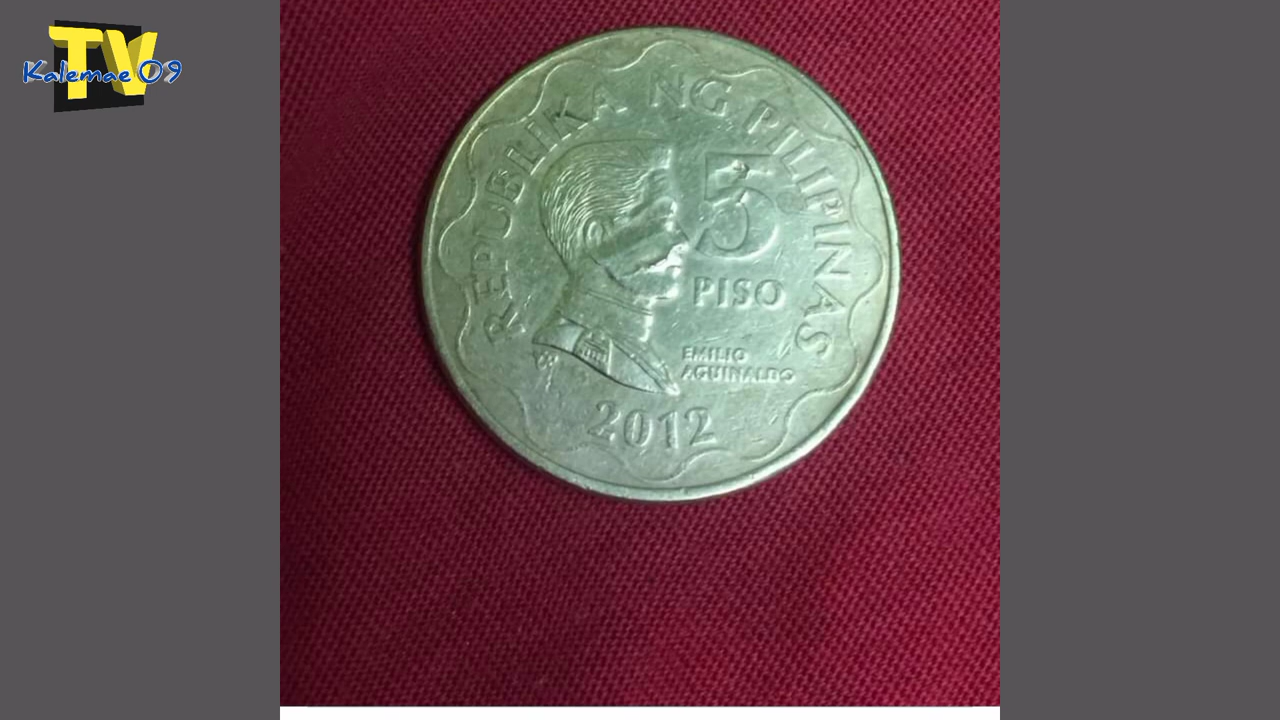 TV
Kalemae 09
REPUBLIKA NG PILIPINAS
5
PISO
EMILIO
AGUINALDO
2012